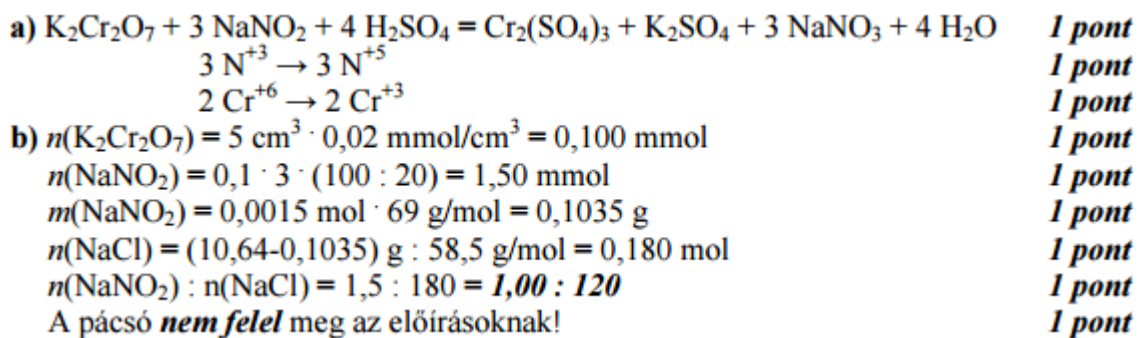 a) K₂Cr₂O₇ + 3 NaNO₂ + 4 H₂SO₄ = Cr₂(SO₄)₃ + K₂SO₄ + 3 NaNO₃ + 4 H₂O 1 pont
3 N⁺³ → 3 N⁺⁵ 1 pont
2 Cr⁺⁶ → 2 Cr⁺³ 1 pont
b) n(K₂Cr₂O₇) = 5 cm³ · 0,02 mmol/cm³ = 0,100 mmol 1 pont
n(NaNO₂) = 0,1 · 3 · (100 : 20) = 1,50 mmol 1 pont
m(NaNO₂) = 0,0015 mol · 69 g/mol = 0,1035 g 1 pont
n(NaCl) = (10,64-0,1035) g : 58,5 g/mol = 0,180 mol 1 pont
n(NaNO₂) : n(NaCl) = 1,5 : 180 = 1,00 : 120 1 pont
A pácsó nem felel meg az előírásoknak! 1 pont